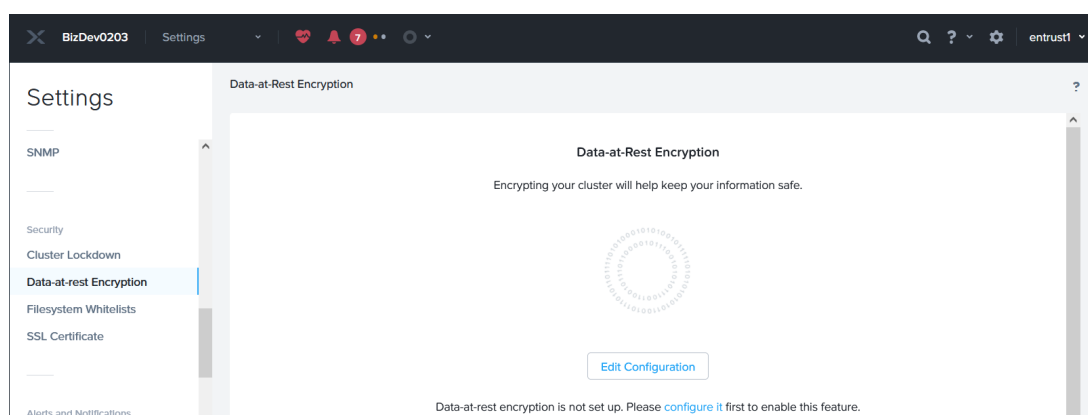 BizDev0203 Settings 7 ? entrust1
Settings
Data-at-Rest Encryption ?
SNMP
Data-at-Rest Encryption
Encrypting your cluster will help keep your information safe.
Security
Cluster Lockdown
Data-at-rest Encryption
Filesystem Whitelists
SSL Certificate
Edit Configuration
Alerts and Notifications
Data-at-rest encryption is not set up. Please configure it first to enable this feature.